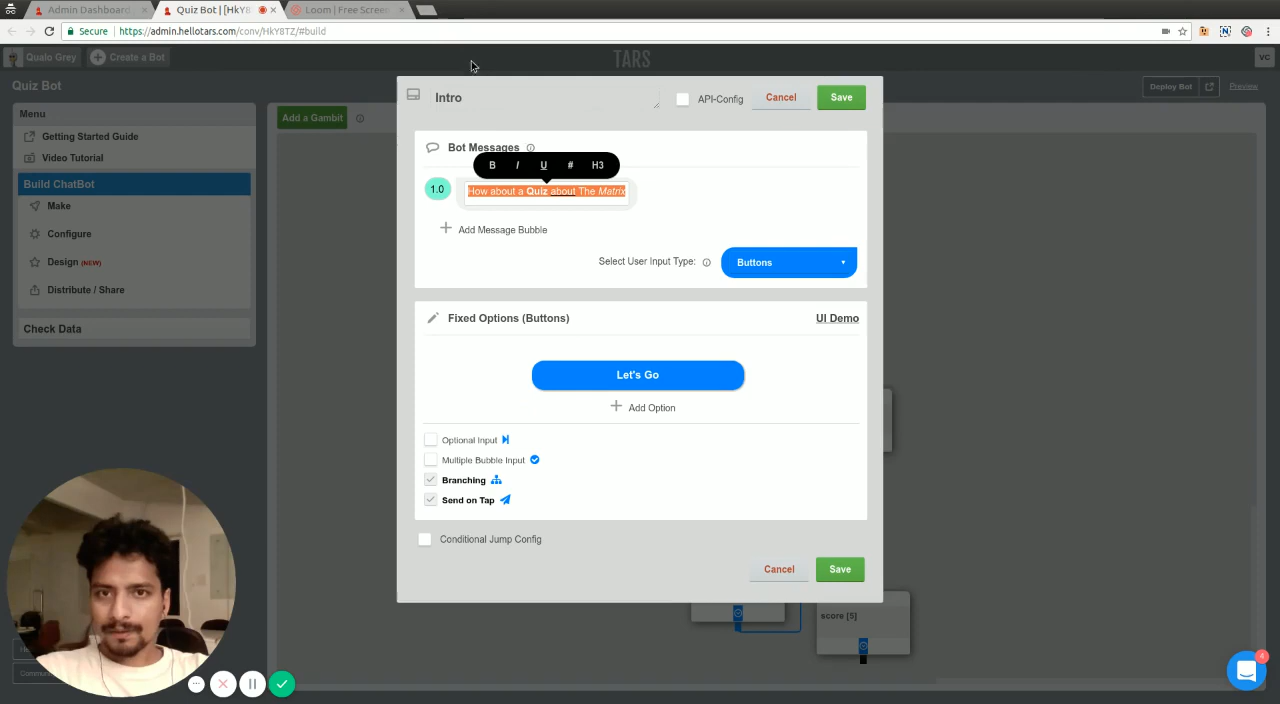 Admin Dashboard
Quiz Bot | [HkY8
Loom | Free Screen
Secure
https://admin.hellotars.com/conv/HkY8TZ/#build
Qualo Grey
Create a Bot
TARS
VC
Quiz Bot
Deploy Bot
Preview
Menu
Getting Started Guide
Video Tutorial
Build ChatBot
Make
Configure
Design (NEW)
Distribute / Share
Check Data
Add a Gambit
Intro
API-Config
Cancel
Save
Bot Messages
B I U # H3
1.0
How about a Quiz about The Matrix
Add Message Bubble
Select User Input Type:
Buttons
Fixed Options (Buttons)
UI Demo
Let's Go
Add Option
Optional Input
Multiple Bubble Input
Branching
Send on Tap
Conditional Jump Config
Cancel
Save
score [5]
4